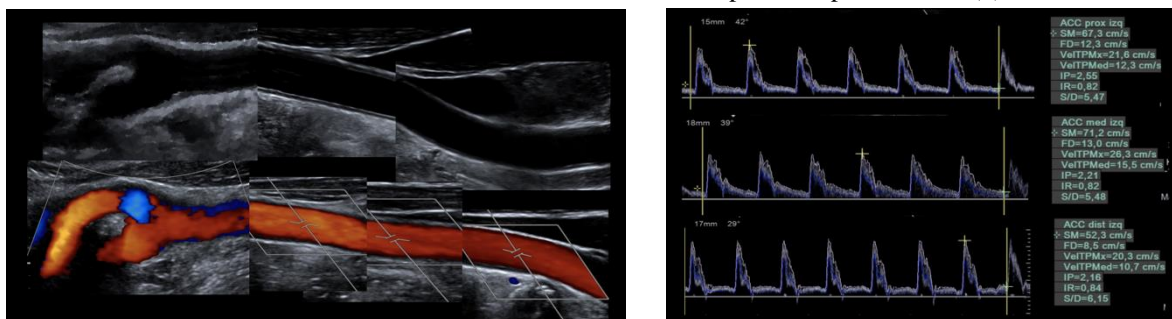 15mm 42°
ACC prox izq
SM=67,3 cm/s
FD=12,3 cm/s
VelTPMx=21,6 cm/s
VelTPMed=12,3 cm/s
IP=2,55
IR=0,82
S/D=5,47
18mm 39°
ACC med izq
SM=71,2 cm/s
FD=13,0 cm/s
VelTPMx=26,3 cm/s
VelTPMed=15,5 cm/s
IP=2,21
IR=0,82
S/D=5,48
M
17mm 29°
ACC dist izq
SM=52,3 cm/s
FD=8,5 cm/s
VelTPMx=20,3 cm/s
VelTPMed=10,7 cm/s
IP=2,16
IR=0,84
S/D=6,15